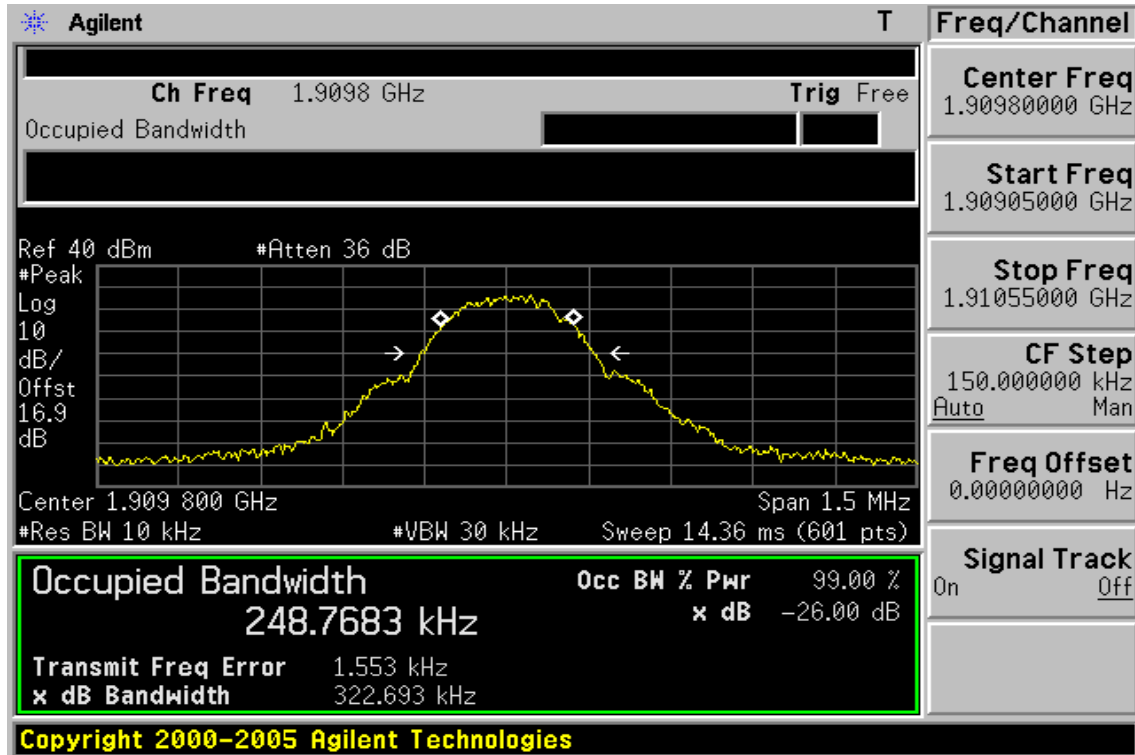 Agilent T
Ch Freq 1.9098 GHz Trig Free
Occupied Bandwidth
Ref 40 dBm #Atten 36 dB
#Peak
Log
10
dB/
Offst
16.9
dB
Center 1.909 800 GHz Span 1.5 MHz
#Res BW 10 kHz #VBW 30 kHz Sweep 14.36 ms (601 pts)
Occupied Bandwidth Occ BW % Pwr 99.00 %
248.7683 kHz x dB -26.00 dB
Transmit Freq Error 1.553 kHz
x dB Bandwidth 322.693 kHz
Copyright 2000-2005 Agilent Technologies
Freq/Channel
Center Freq
1.90980000 GHz
Start Freq
1.90905000 GHz
Stop Freq
1.91055000 GHz
CF Step
150.000000 kHz
Auto Man
Freq Offset
0.00000000 Hz
Signal Track
On Off